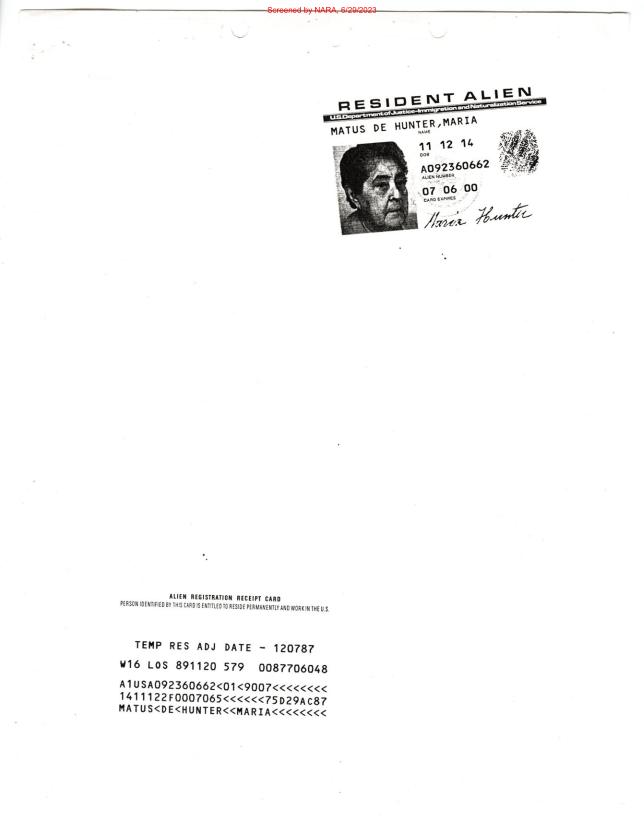 Screened by NARA, 6/29/2023
RESIDENT ALIEN
U.S. Department of Justice-Immigration and Naturalization Service
MATUS DE HUNTER,MARIA
NAME
11 12 14
DOB
A092360662
ALIEN NUMBER
07 06 00
CARD EXPIRES
Maria Hunter
ALIEN REGISTRATION RECEIPT CARD
PERSON IDENTIFIED BY THIS CARD IS ENTITLED TO RESIDE PERMANENTLY AND WORK IN THE U.S.
TEMP RES ADJ DATE - 120787
W16 LOS 891120 579 0087706048
A1USA092360662<01<9007<<<<<<<<
1411122F0007065<<<<<<75D29AC87
MATUS<DE<HUNTER<<MARIA<<<<<<<<